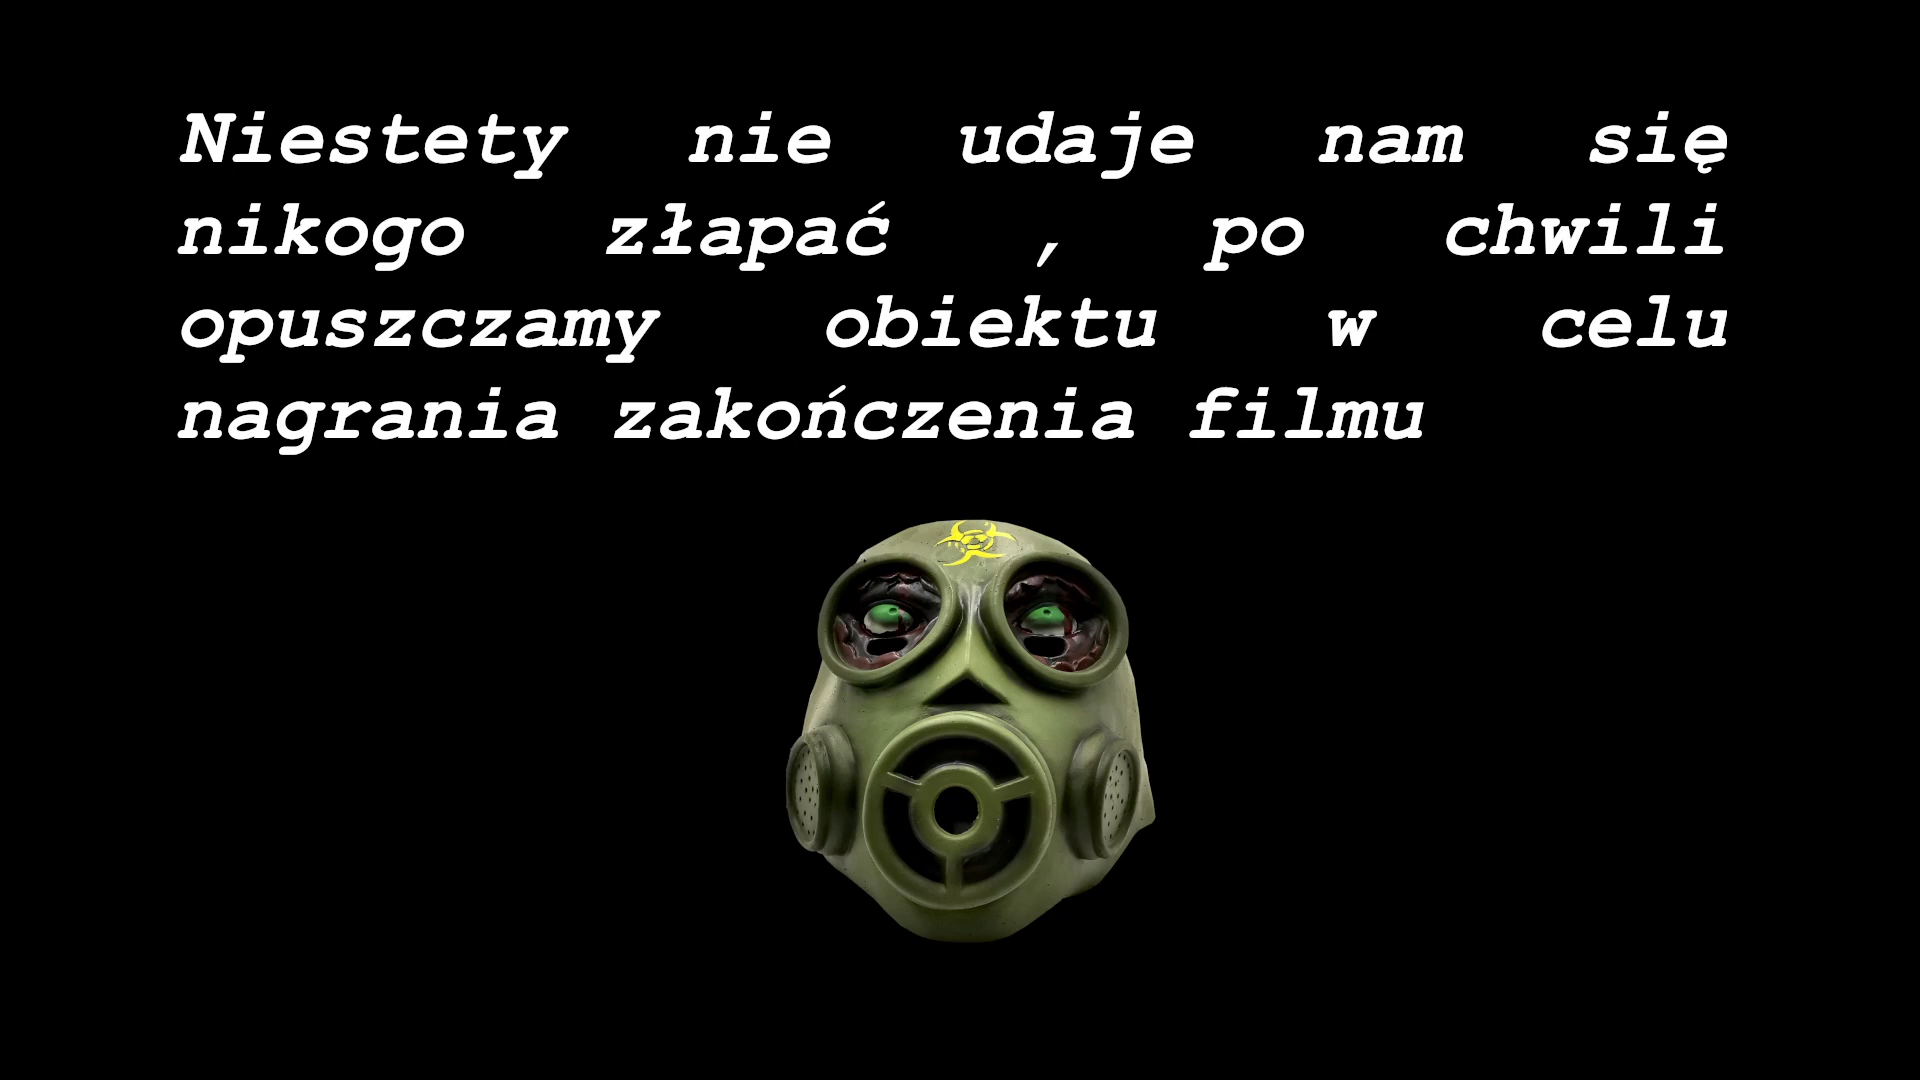 Niestety nie udaje nam się
nikogo złapać , po chwili
opuszczamy obiektu w celu
nagrania zakończenia filmu